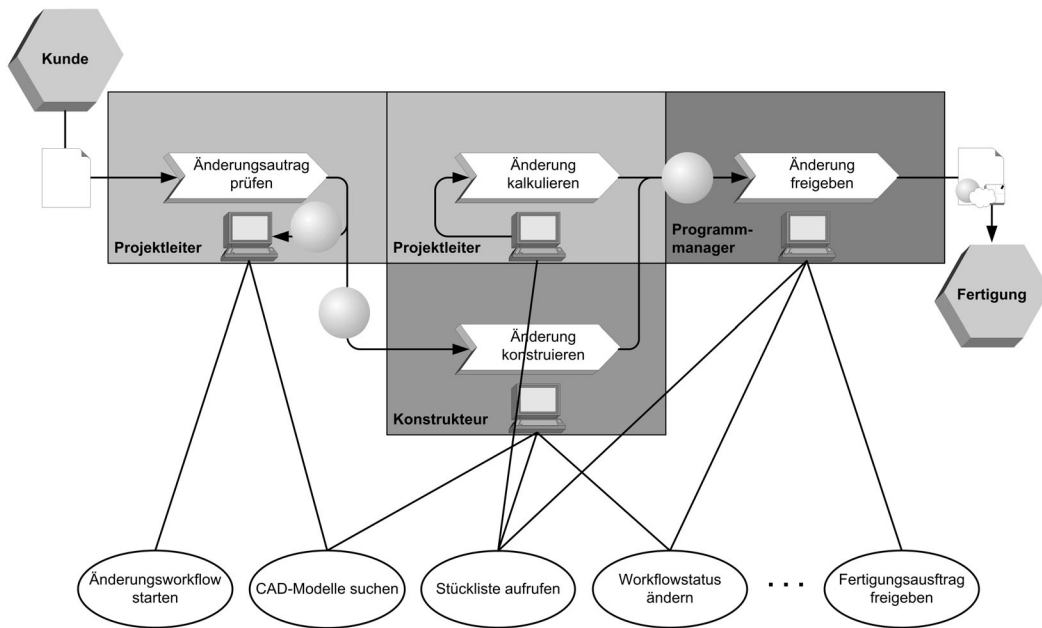 Kunde
Änderungsautrag
prüfen
Projektleiter
Änderung
kalkulieren
Projektleiter
Änderung
freigeben
Programm-
manager
Fertigung
Änderung
konstruieren
Konstrukteur
Änderungsworkflow
starten
CAD-Modelle suchen
Stückliste aufrufen
Workflowstatus
ändern
. . .
Fertigungsausftrag
freigeben